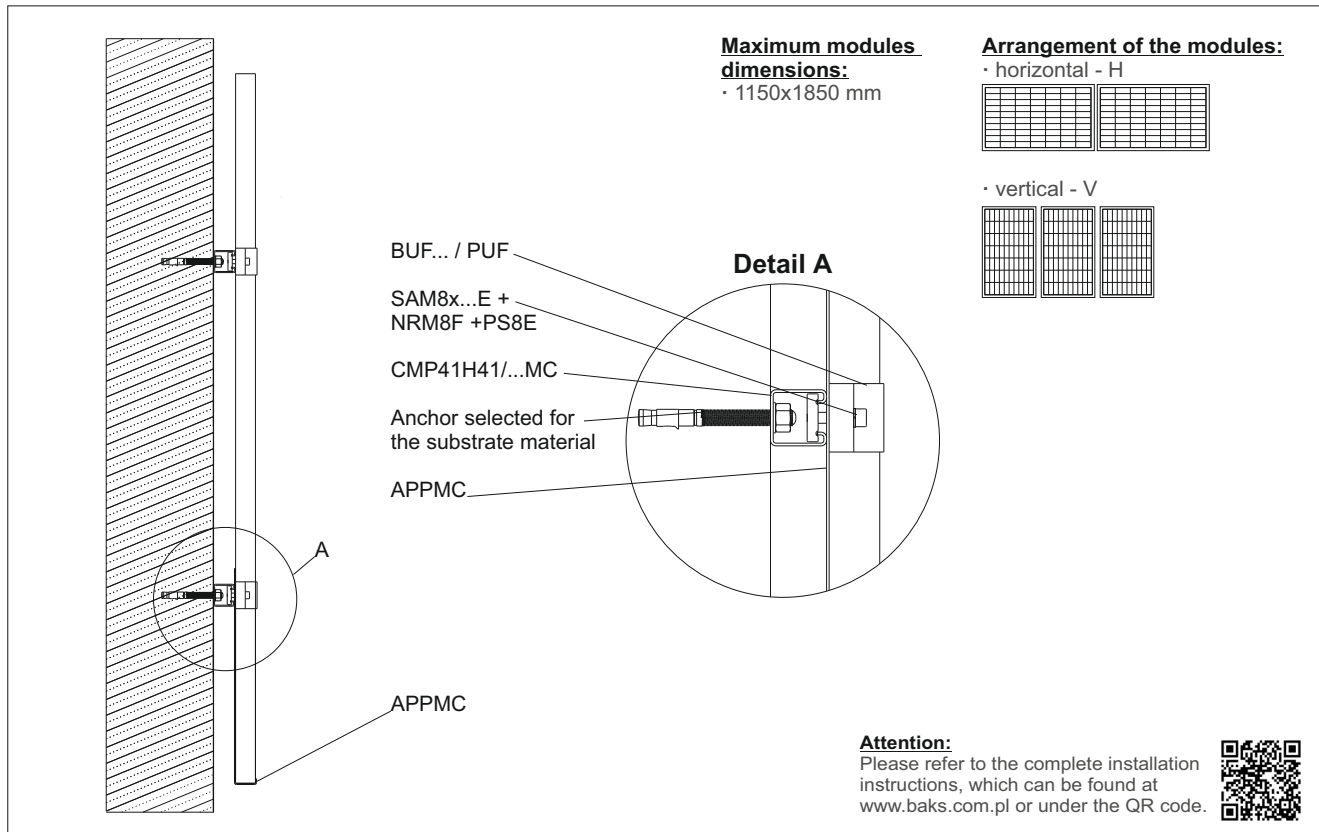 Maximum modules
dimensions:
· 1150x1850 mm
Arrangement of the modules:
· horizontal - H
· vertical - V
BUF... / PUF
SAM8x...E +
NRM8F +PS8E
CMP41H41/...MC
Anchor selected for
the substrate material
APPMC
Detail A
A
APPMC
Attention:
Please refer to the complete installation
instructions, which can be found at
www.baks.com.pl or under the QR code.